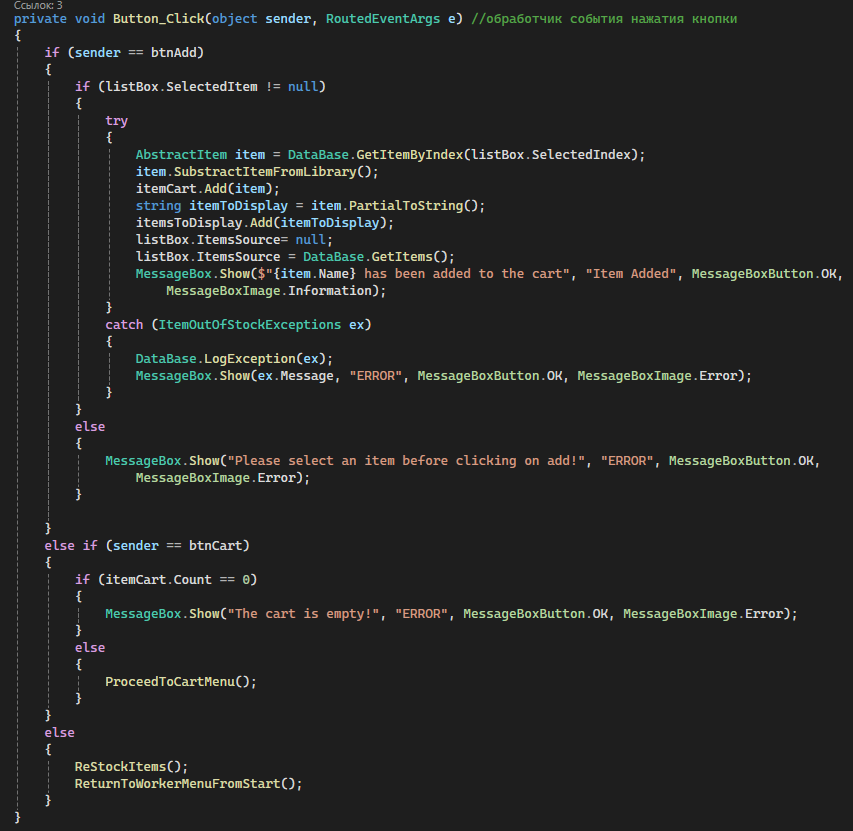 Ссылок: 3
private void Button_Click(object sender, RoutedEventArgs e) //обработчик события нажатия кнопки
{
if (sender == btnAdd)
{
if (listBox.SelectedItem != null)
{
try
{
AbstractItem item = DataBase.GetItemByIndex(listBox.SelectedIndex);
item.SubstractItemFromLibrary();
itemCart.Add(item);
string itemToDisplay = item.PartialToString();
itemsToDisplay.Add(itemToDisplay);
listBox.ItemsSource= null;
listBox.ItemsSource = DataBase.GetItems();
MessageBox.Show($"{item.Name} has been added to the cart", "Item Added", MessageBoxButton.OK,
MessageBoxImage.Information);
}
catch (ItemOutOfStockExceptions ex)
{
DataBase.LogException(ex);
MessageBox.Show(ex.Message, "ERROR", MessageBoxButton.OK, MessageBoxImage.Error);
}
}
else
{
MessageBox.Show("Please select an item before clicking on add!", "ERROR", MessageBoxButton.OK,
MessageBoxImage.Error);
}
}
else if (sender == btnCart)
{
if (itemCart.Count == 0)
{
MessageBox.Show("The cart is empty!", "ERROR", MessageBoxButton.OK, MessageBoxImage.Error);
}
else
{
ProceedToCartMenu();
}
}
else
{
ReStockItems();
ReturnToWorkerMenuFromStart();
}
}